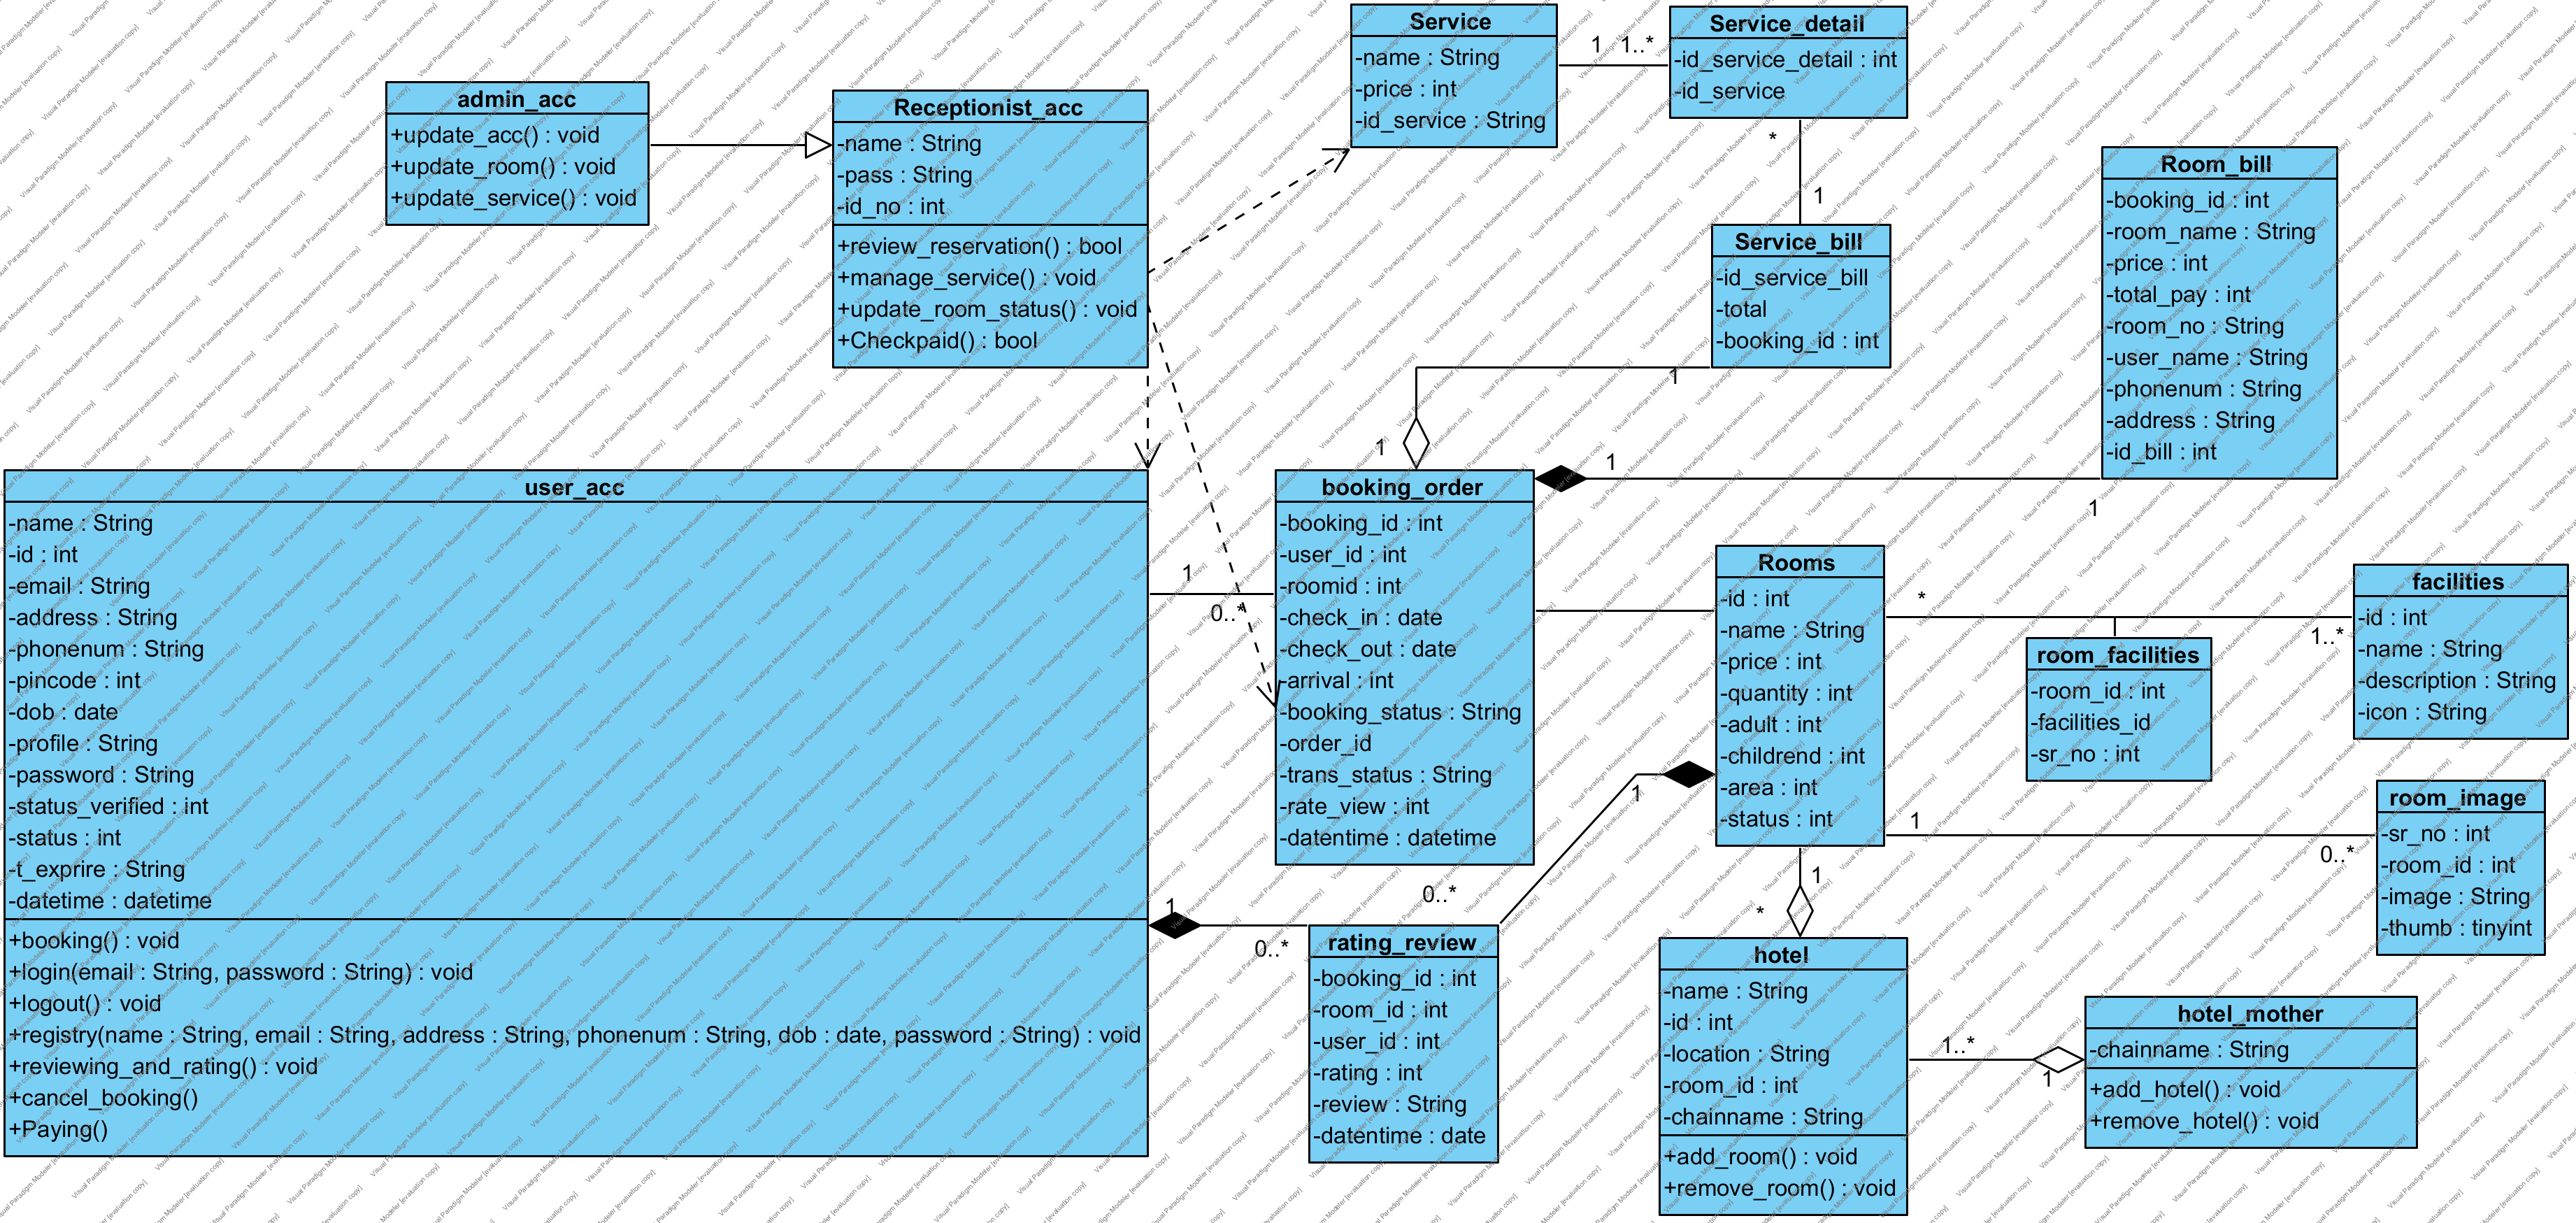 admin_acc
+update_acc() : void
+update_room() : void
+update_service() : void
Receptionist_acc
-name : String
-pass : String
-id_no : int
+review_reservation() : bool
+manage_service() : void
+update_room_status() : void
+Checkpaid() : bool
Service
-name : String
-price : int
-id_service : String
1 1..*
Service_detail
-id_service_detail : int
-id_service
*
1
Service_bill
-id_service_bill
-total
-booking_id : int
1
1
Room_bill
-booking_id : int
-room_name : String
-price : int
-total_pay : int
-room_no : String
-user_name : String
-phonenum : String
-address : String
-id_bill : int
1
1
user_acc
-name : String
-id : int
-email : String
-address : String
-phonenum : String
-pincode : int
-dob : date
-profile : String
-password : String
-status_verified : int
-status : int
-t_exprire : String
-datetime : datetime
+booking() : void
+login(email : String, password : String) : void
+logout() : void
+registry(name : String, email : String, address : String, phonenum : String, dob : date, password : String) : void
+reviewing_and_rating() : void
+cancel_booking()
+Paying()
1
0..*
booking_order
-booking_id : int
-user_id : int
-roomid : int
-check_in : date
-check_out : date
-arrival : int
-booking_status : String
-order_id
-trans_status : String
-rate_view : int
-datentime : datetime
Rooms
-id : int
-name : String
-price : int
-quantity : int
-adult : int
-childrend : int
-area : int
-status : int
*
1..*
facilities
-id : int
-name : String
-description : String
-icon : String
room_facilities
-room_id : int
-facilities_id
-sr_no : int
room_image
-sr_no : int
-room_id : int
-image : String
-thumb : tinyint
1
0..*
1
0..*
1
0..*
rating_review
-booking_id : int
-room_id : int
-user_id : int
-rating : int
-review : String
-datentime : date
1
*
hotel
-name : String
-id : int
-location : String
-room_id : int
-chainname : String
+add_room() : void
+remove_room() : void
1..*
1
hotel_mother
-chainname : String
+add_hotel() : void
+remove_hotel() : void
Visual Paradigm Modeler [evaluation copy]